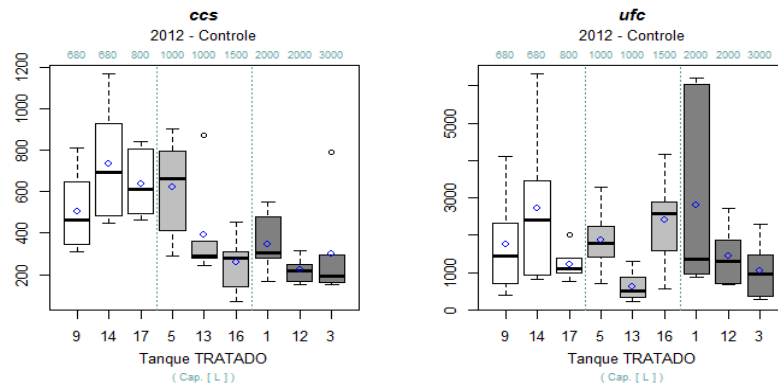 ccs
2012 - Controle
680 680 800 1000 1000 1500 2000 2000 3000
1200
1000
800
600
400
200
9 14 17 5 13 16 1 12 3
Tanque TRATADO
( Cap. [ L ] )
ufc
2012 - Controle
680 680 800 1000 1000 1500 2000 2000 3000
5000
3000
1000
0
9 14 17 5 13 16 1 12 3
Tanque TRATADO
( Cap. [ L ] )